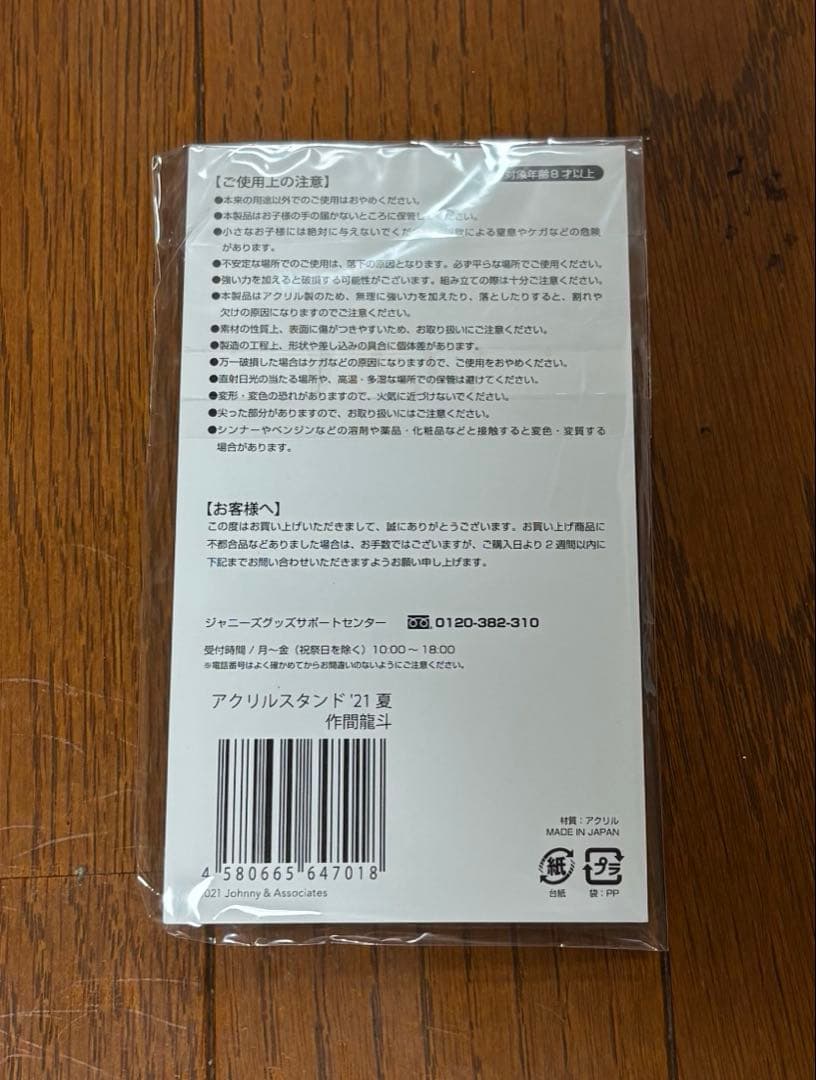 対象年齢8才以上
【ご使用上の注意】
●本来の用途以外でのご使用はおやめください。
●本製品はお子様の手の届かないところに保管してください。
●小さなお子様には絶対に与えないでくだ による窒息やケガなどの危険
があります。
●不安定な場所でのご使用は、落下の原因となります。必ず平らな場所でご使用ください。
●強い力を加えると破損する可能性がございます。組み立ての際は十分ご注意ください。
●本製品はアクリル製のため、無理に強い力を加えたり、落としたりすると、割れや
欠けの原因になりますのでご注意ください。
●素材の性質上、表面に傷がつきやすいため、お取り扱いにご注意ください。
●製造の工程上、形状や差し込みの具合に個体差があります。
●万一破損した場合はケガなどの原因になりますので、ご使用をおやめください。
●直射日光の当たる場所や、高温・多湿な場所での保管は避けてください。
●変形・変色の恐れがありますので、火気に近づけないでください。
●尖った部分がありますので、お取り扱いにはご注意ください。
●シンナーやベンジンなどの溶剤や薬品・化粧品などと接触すると変色・変質する
場合があります。
【お客様へ】
この度はお買い上げいただきまして、誠にありがとうございます。お買い上げ商品に
不都合品などありました場合は、お手数ではございますが、ご購入日より2週間以内に
下記までお問い合わせいただきますようお願い申し上げます。
ジャニーズグッズサポートセンター 0120-382-310
受付時間/月〜金(祝祭日を除く)10:00〜18:00
※電話番号はよく確かめてからお間違いのないようにご注意ください。
アクリルスタンド'21 夏
作間龍斗
4 580665 647018
021 Johnny & Associates
材質:アクリル
MADE IN JAPAN
紙 プラ
台紙 袋:PP